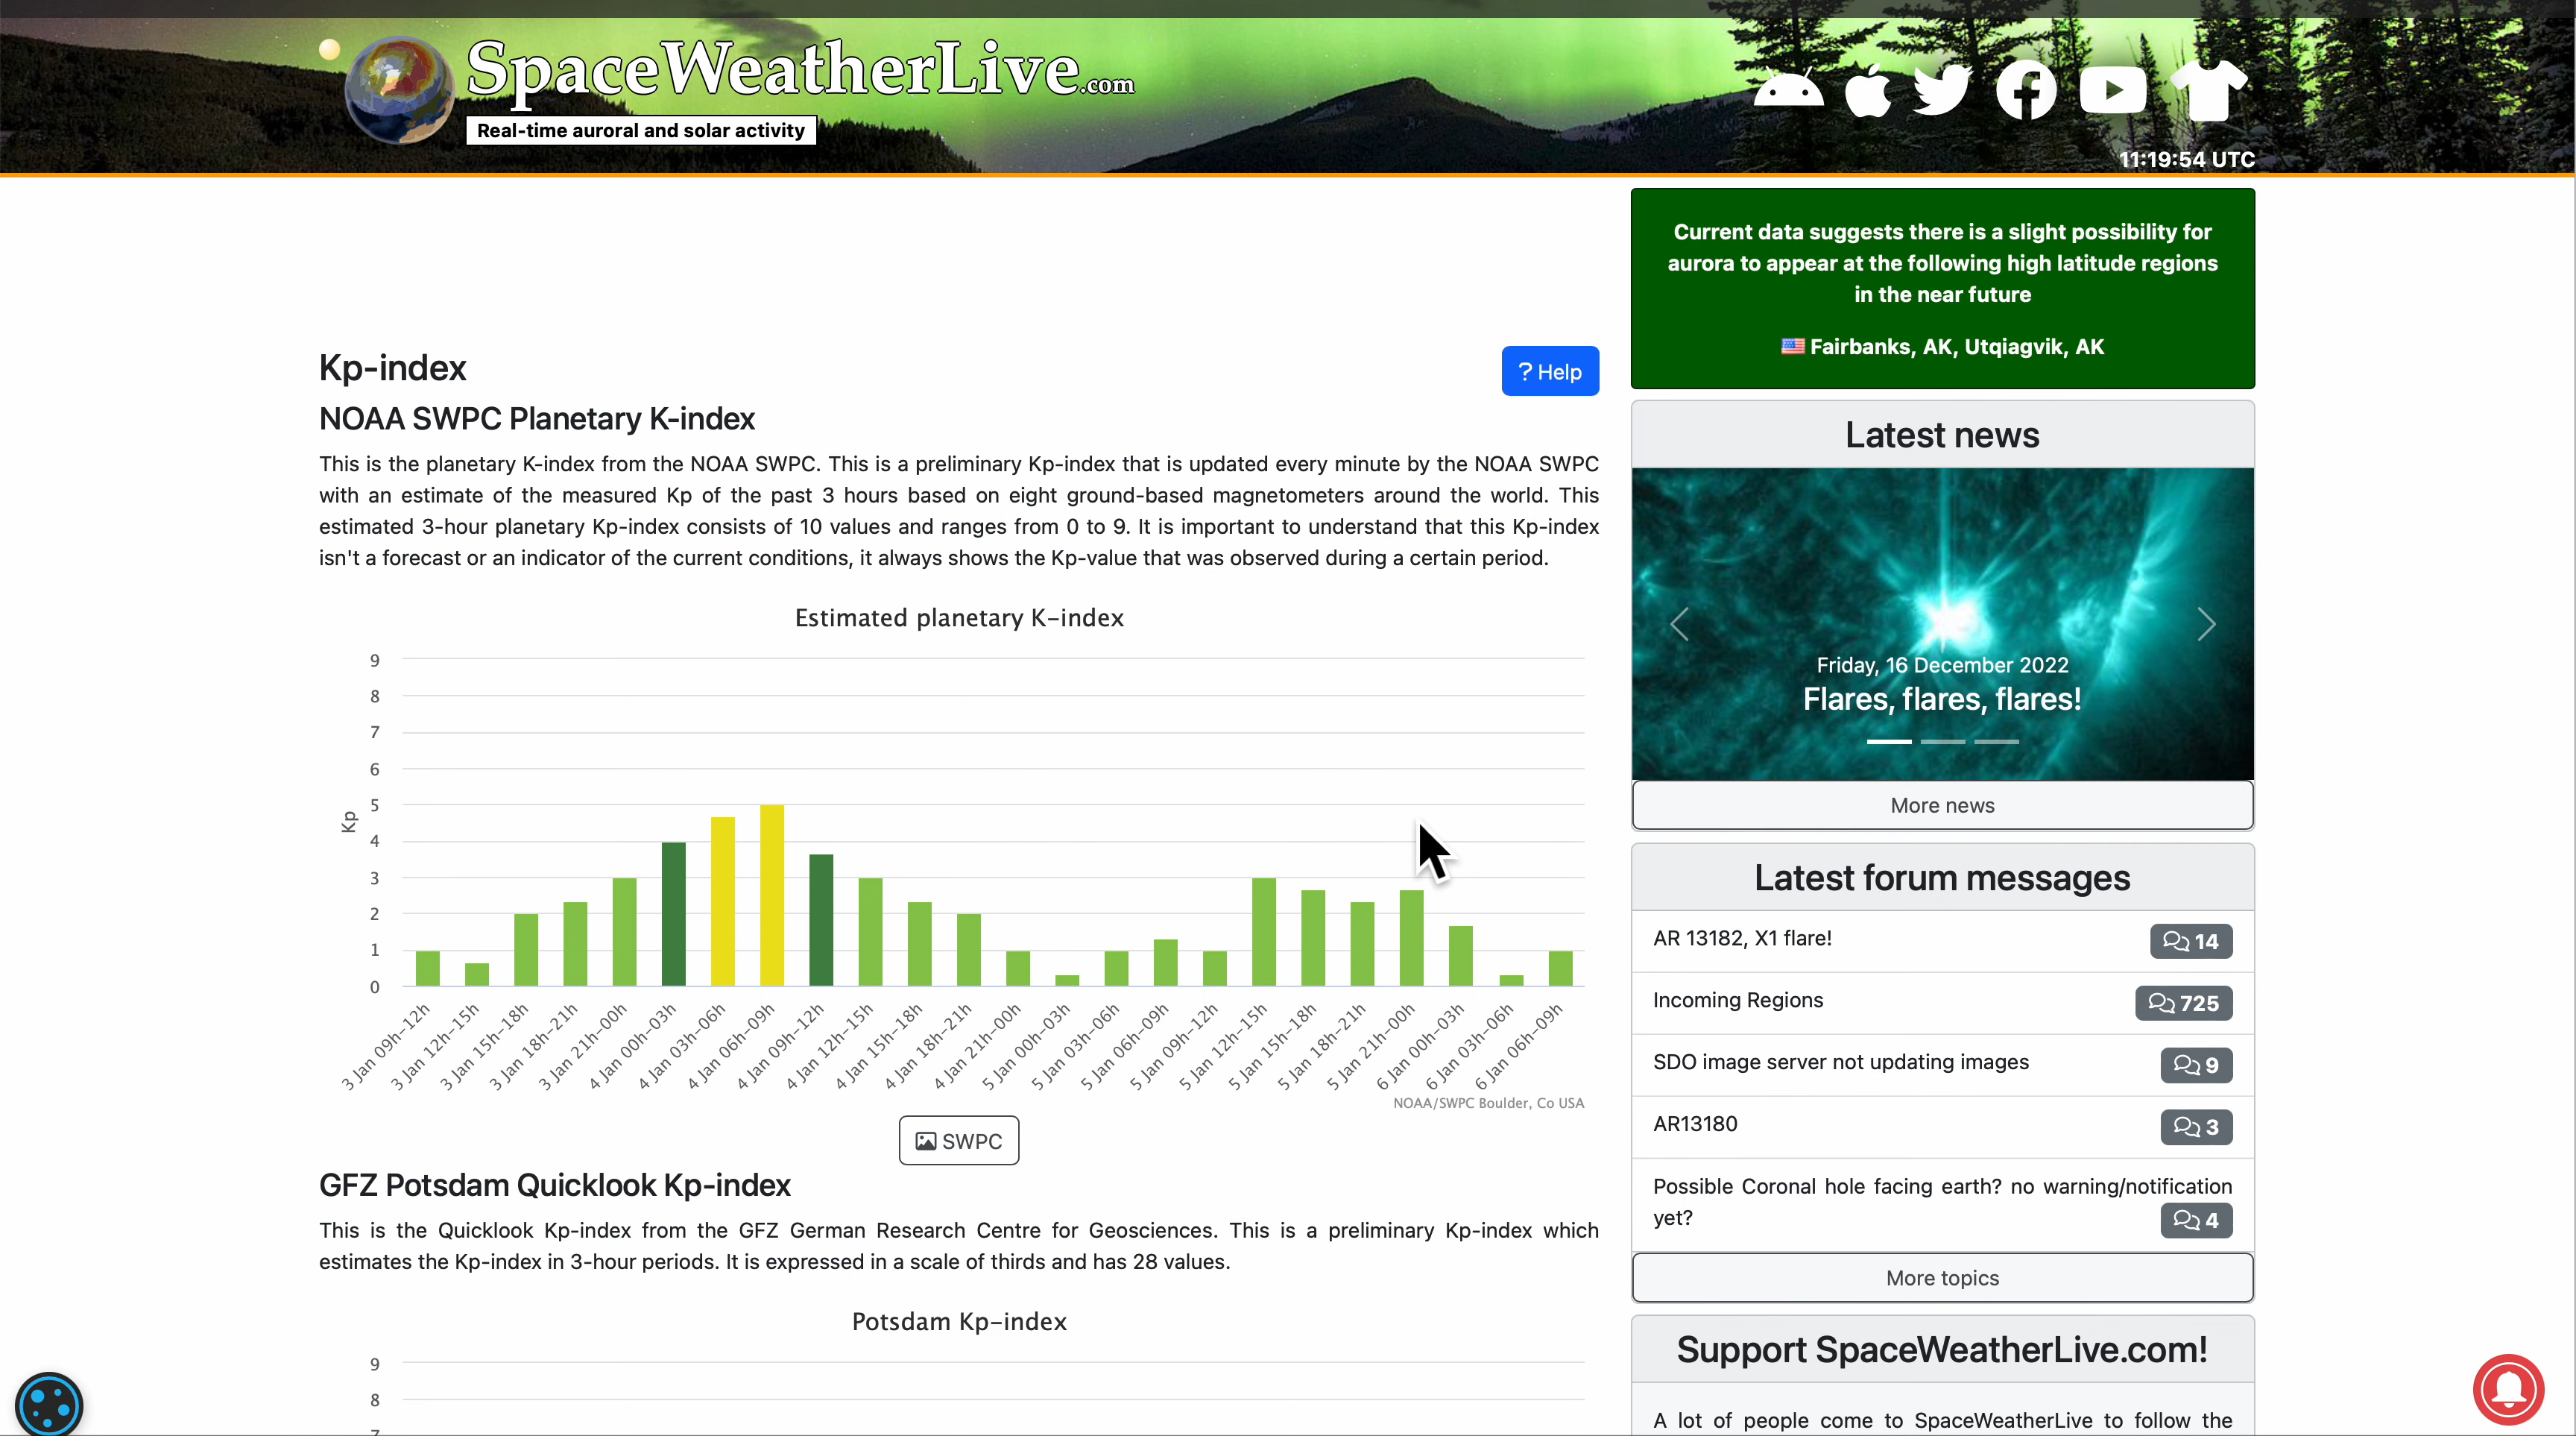 SpaceWeatherLive.com
Real-time auroral and solar activity
11:19:54 UTC
Kp-index
? Help
NOAA SWPC Planetary K-index
This is the planetary K-index from the NOAA SWPC. This is a preliminary Kp-index that is updated every minute by the NOAA SWPC
with an estimate of the measured Kp of the past 3 hours based on eight ground-based magnetometers around the world. This
estimated 3-hour planetary Kp-index consists of 10 values and ranges from 0 to 9. It is important to understand that this Kp-index
isn't a forecast or an indicator of the current conditions, it always shows the Kp-value that was observed during a certain period.
Estimated planetary K-index
9
8
7
6
5
4
3
2
1
0
Kp
3 Jan 09h-12h
3 Jan 12h-15h
3 Jan 15h-18h
3 Jan 18h-21h
3 Jan 21h-00h
4 Jan 00h-03h
4 Jan 03h-06h
4 Jan 06h-09h
4 Jan 09h-12h
4 Jan 12h-15h
4 Jan 15h-18h
4 Jan 18h-21h
4 Jan 21h-00h
5 Jan 00h-03h
5 Jan 03h-06h
5 Jan 06h-09h
5 Jan 09h-12h
5 Jan 12h-15h
5 Jan 15h-18h
5 Jan 18h-21h
5 Jan 21h-00h
6 Jan 00h-03h
6 Jan 03h-06h
6 Jan 06h-09h
NOAA/SWPC Boulder, Co USA
SWPC
GFZ Potsdam Quicklook Kp-index
This is the Quicklook Kp-index from the GFZ German Research Centre for Geosciences. This is a preliminary Kp-index which
estimates the Kp-index in 3-hour periods. It is expressed in a scale of thirds and has 28 values.
Potsdam Kp-index
9
8
7
Current data suggests there is a slight possibility for
aurora to appear at the following high latitude regions
in the near future
Fairbanks, AK, Utqiagvik, AK
Latest news
Friday, 16 December 2022
Flares, flares, flares!
More news
Latest forum messages
AR 13182, X1 flare! 14
Incoming Regions 725
SDO image server not updating images 9
AR13180 3
Possible Coronal hole facing earth? no warning/notification
yet? 4
More topics
Support SpaceWeatherLive.com!
A lot of people come to SpaceWeatherLive to follow the